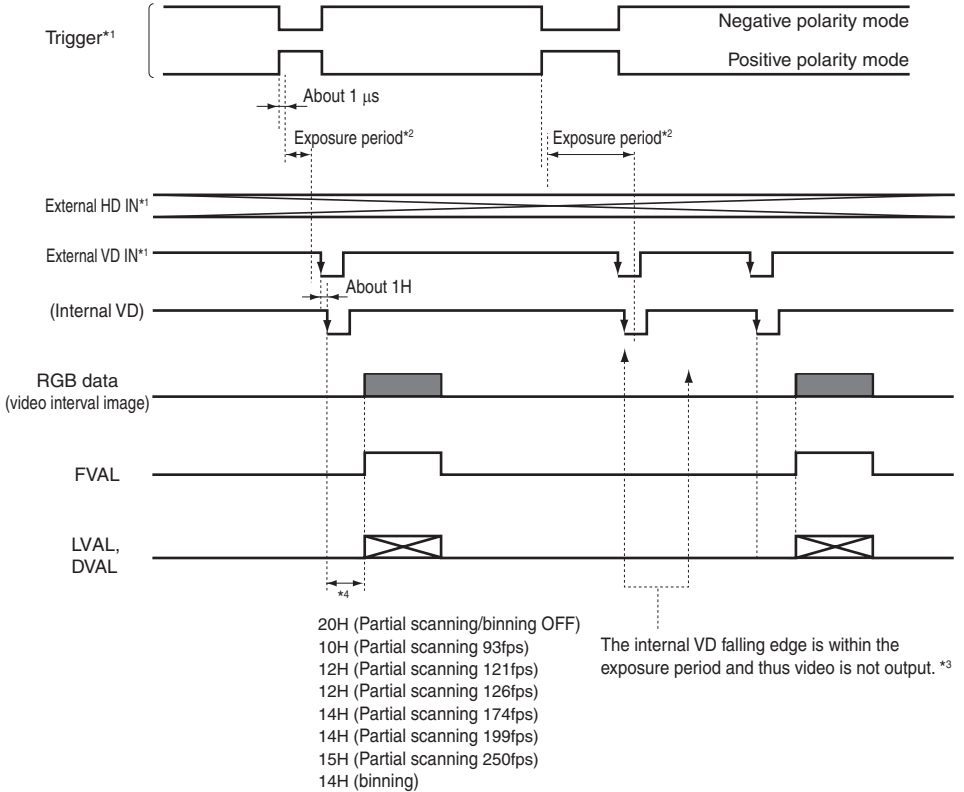 Negative polarity mode
Trigger*1
Positive polarity mode
About 1 μs
Exposure period*2
Exposure period*2
External HD IN*1
External VD IN*1
About 1H
(Internal VD)
RGB data
(video interval image)
FVAL
LVAL,
DVAL
*4
20H (Partial scanning/binning OFF)
10H (Partial scanning 93fps)
12H (Partial scanning 121fps)
12H (Partial scanning 126fps)
14H (Partial scanning 174fps)
14H (Partial scanning 199fps)
15H (Partial scanning 250fps)
14H (binning)
The internal VD falling edge is within the
exposure period and thus video is not output. *3